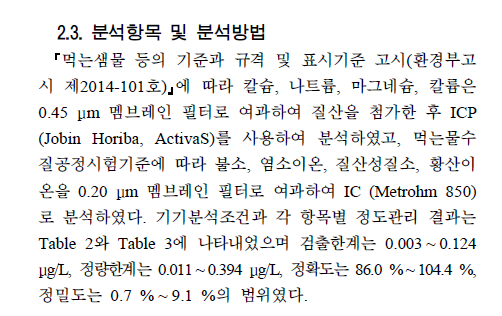 2.3. 분석항목 및 분석방법
『먹는샘물 등의 기준과 규격 및 표시기준 고시(환경부고
시 제2014-101호)』에 따라 칼슘, 나트륨, 마그네슘, 칼륨은
0.45 μm 멤브레인 필터로 여과하여 질산을 첨가한 후 ICP
(Jobin Horiba, ActivaS)를 사용하여 분석하였고, 먹는물수
질공정시험기준에 따라 불소, 염소이온, 질산성질소, 황산이
온을 0.20 μm 멤브레인 필터로 여과하여 IC (Metrohm 850)
로 분석하였다. 기기분석조건과 각 항목별 정도관리 결과는
Table 2와 Table 3에 나타내었으며 검출한계는 0.003 ~ 0.124
μg/L, 정량한계는 0.011 ~ 0.394 μg/L, 정확도는 86.0 % ~ 104.4 %,
정밀도는 0.7 % ~ 9.1 %의 범위였다.